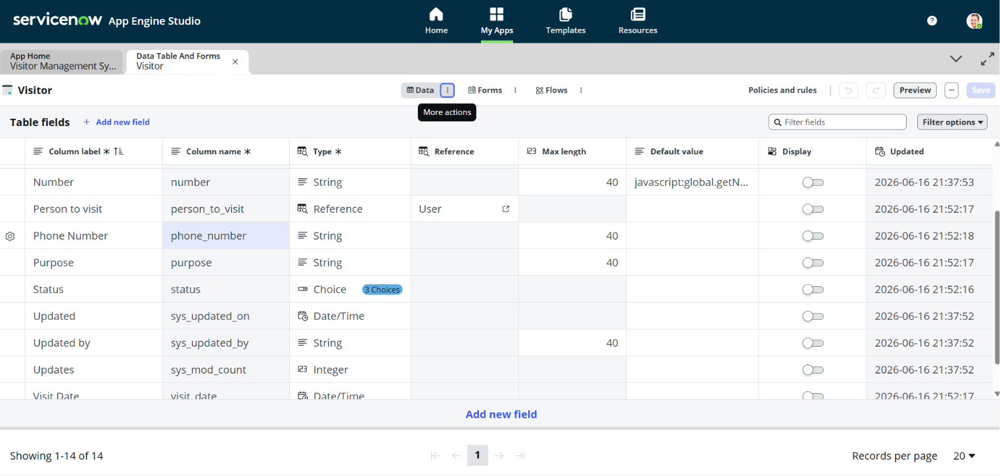 servicenow App Engine Studio
Home
My Apps
Templates
Resources
App Home
Visitor Management Sy...
Data Table And Forms
Visitor
Visitor
Data
Forms
Flows
Policies and rules
Preview
Save
More actions
Table fields
+ Add new field
Filter fields
Filter options
Column label * Column name * Type * Reference Max length Default value Display Updated
Number number String 40 javascript:global.getN... 2026-06-16 21:37:53
Person to visit person_to_visit Reference User 2026-06-16 21:52:17
Phone Number phone_number String 40 2026-06-16 21:52:18
Purpose purpose String 40 2026-06-16 21:52:17
Status status Choice 3 Choices 2026-06-16 21:52:16
Updated sys_updated_on Date/Time 2026-06-16 21:37:52
Updated by sys_updated_by String 40 2026-06-16 21:37:52
Updates sys_mod_count Integer 2026-06-16 21:37:52
Visit Date visit_date Date/Time 2026-06-16 21:52:17
Add new field
Showing 1-14 of 14
1
Records per page 20